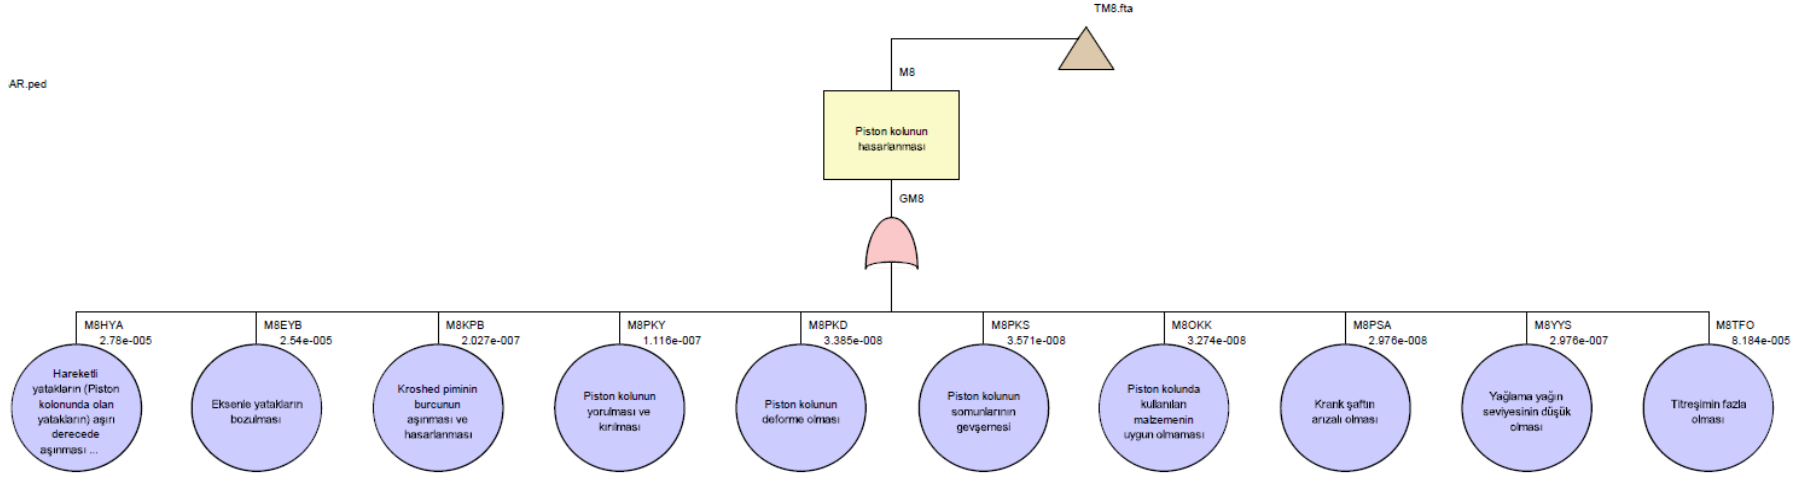 TM8.fta
AR.ped
M8
Piston kolunun
hasarlanması
GM8
M8HYA
2.78e-005
Hareketli
yatakların (Piston
kolonunda olan
yatakların) aşırı
derecede
aşınması ...
M8EYB
2.54e-005
Eksenle yatakların
bozulması
M8KPB
2.027e-007
Kroshed piminin
burcunun
aşınması ve
hasarlanması
M8PKY
1.116e-007
Piston kolunun
yorulması ve
kırılması
M8PKD
3.385e-008
Piston kolunun
deforme olması
M8PKS
3.571e-008
Piston kolunun
somunlarının
gevşemesi
M8OKK
3.274e-008
Piston kolunda
kullanılan
malzemenin
uygun olmaması
M8PSA
2.976e-008
Krank şaftın
arızalı olması
M8YYS
2.976e-007
Yağlama yağın
seviyesinin düşük
olması
M8TFO
8.184e-005
Titreşimin fazla
olması